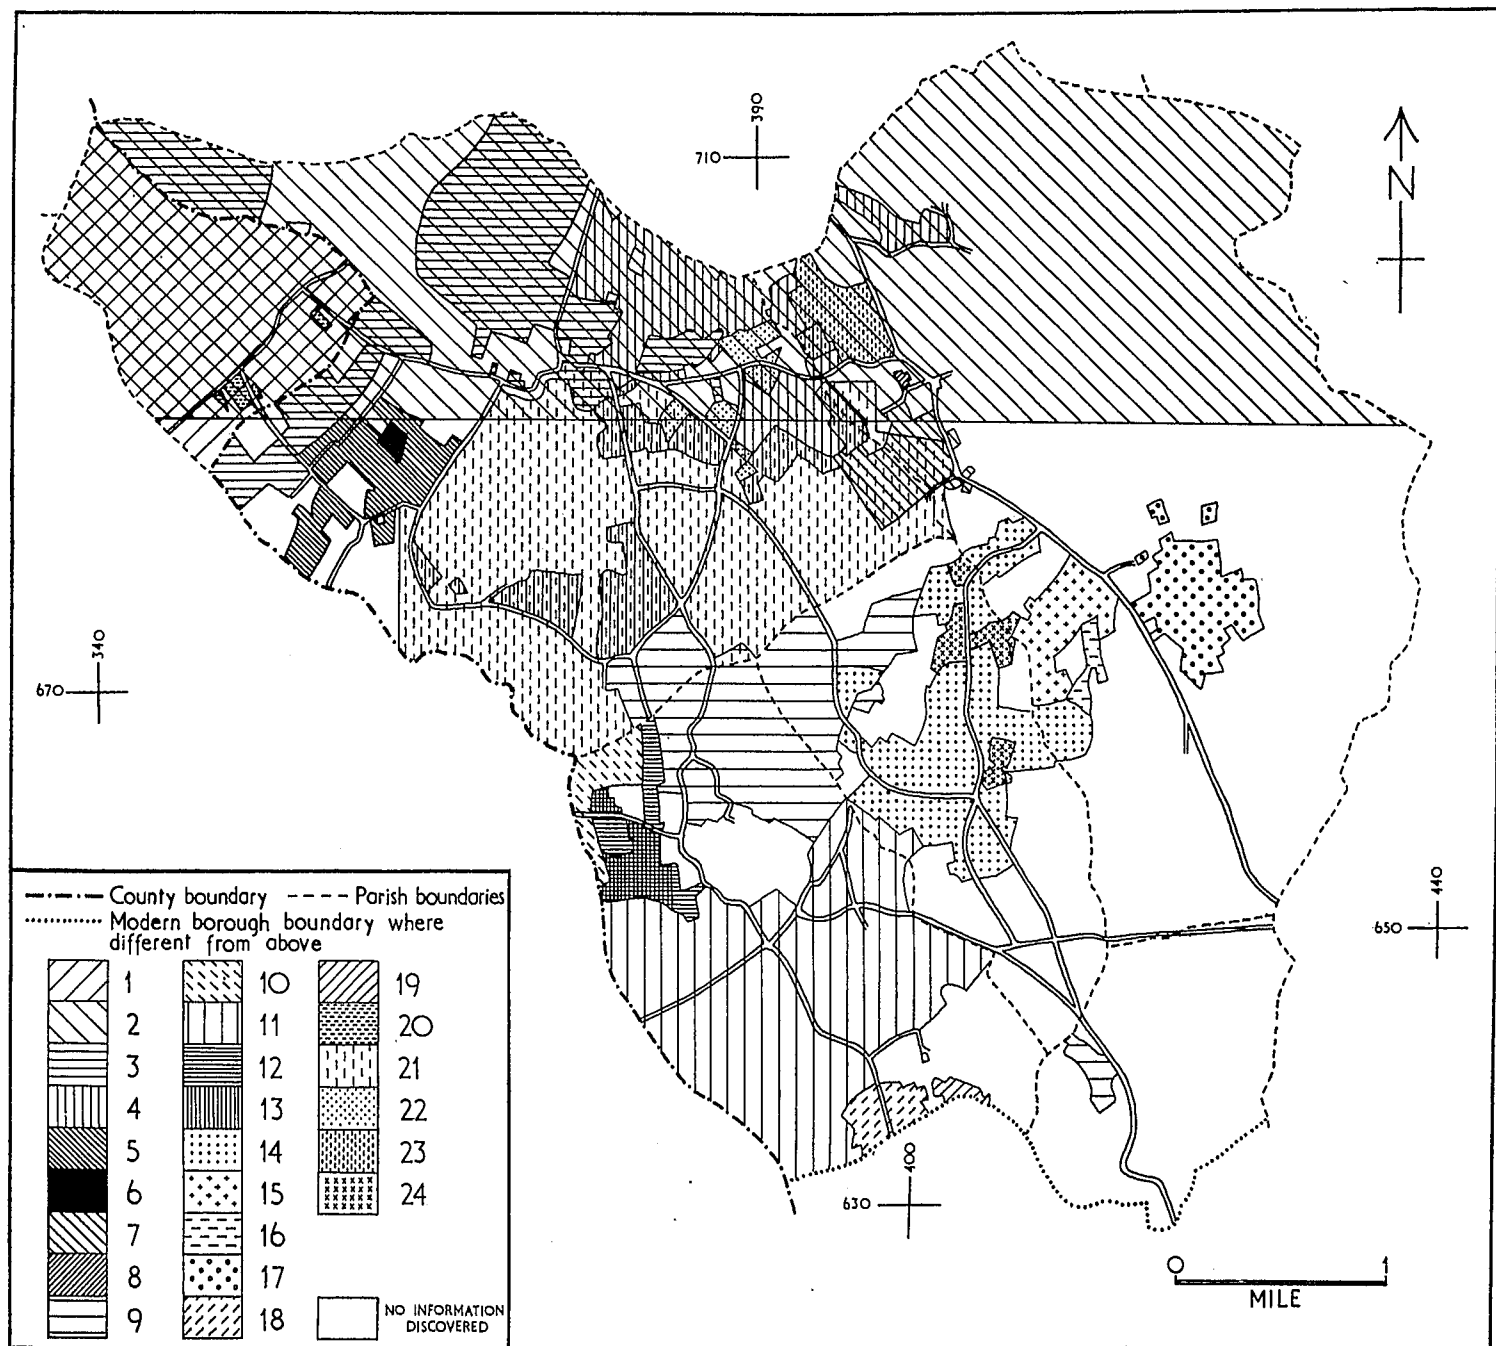 390
710
N
340
670
440
650
400
630
0 1
MILE
County boundary Parish boundaries
Modern borough boundary where
different from above
1 10 19
2 11 20
3 12 21
4 13 22
5 14 23
6 15 24
7 16
8 17
9 18
NO INFORMATION
DISCOVERED